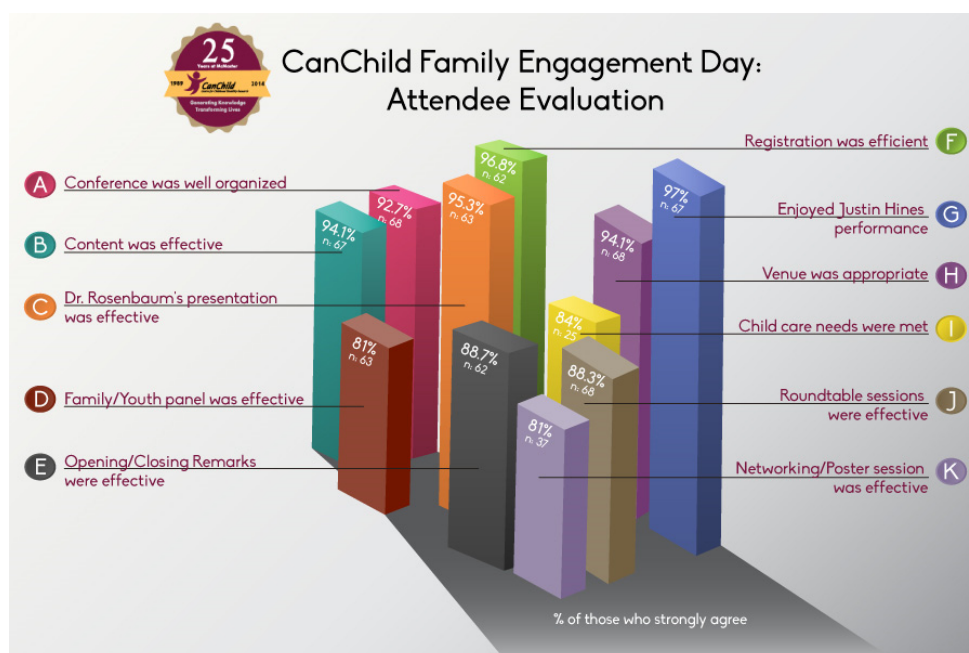 25
Years at McMaster
1989
CanChild
2014
Generating Knowledge
Transforming Lives
CanChild Family Engagement Day:
Attendee Evaluation
A
Conference was well organized
B
Content was effective
C
Dr. Rosenbaum's presentation
was effective
D
Family/Youth panel was effective
E
Opening/Closing Remarks
were effective
94.1%
n: 67
92.7%
n: 68
95.3%
n: 63
96.8%
n: 62
81%
n: 63
88.7%
n: 62
84%
n: 25
88.3%
n: 68
81%
n: 37
94.1%
n: 68
97%
n: 67
Registration was efficient
F
Enjoyed Justin Hines
performance
G
Venue was appropriate
H
Child care needs were met
I
Roundtable sessions
were effective
J
Networking/Poster session
was effective
K
% of those who strongly agree